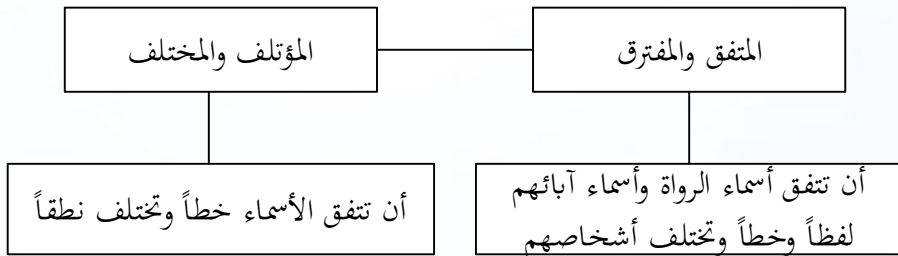 المتفق والمفترق
المؤتلف والمختلف
أن تتفق أسماء الرواة وأسماء آبائهم
لفظاً وخطاً وتختلف أشخاصهم
أن تتفق الأسماء خطاً وتختلف نطقاً